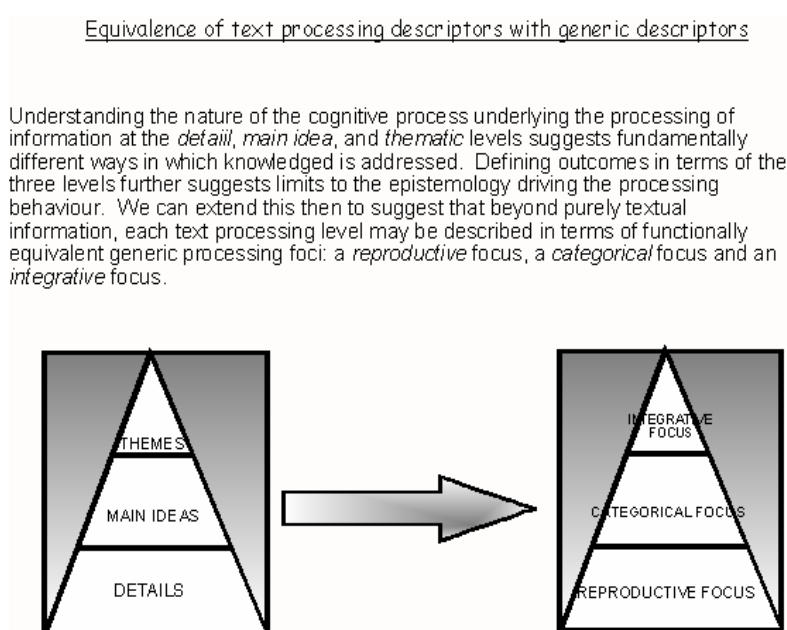 Equivalence of text processing descriptors with generic descriptors
Understanding the nature of the cognitive process underlying the processing of
information at the detaiil, main idea, and thematic levels suggests fundamentally
different ways in which knowledged is addressed. Defining outcomes in terms of the
three levels further suggests limits to the epistemology driving the processing
behaviour. We can extend this then to suggest that beyond purely textual
information, each text processing level may be described in terms of functionally
equivalent generic processing foci: a reproductive focus, a categorical focus and an
integrative focus.
THEMES
MAIN IDEAS
DETAILS
INTEGRATIVE
FOCUS
CATEGORICAL FOCUS
REPRODUCTIVE FOCUS